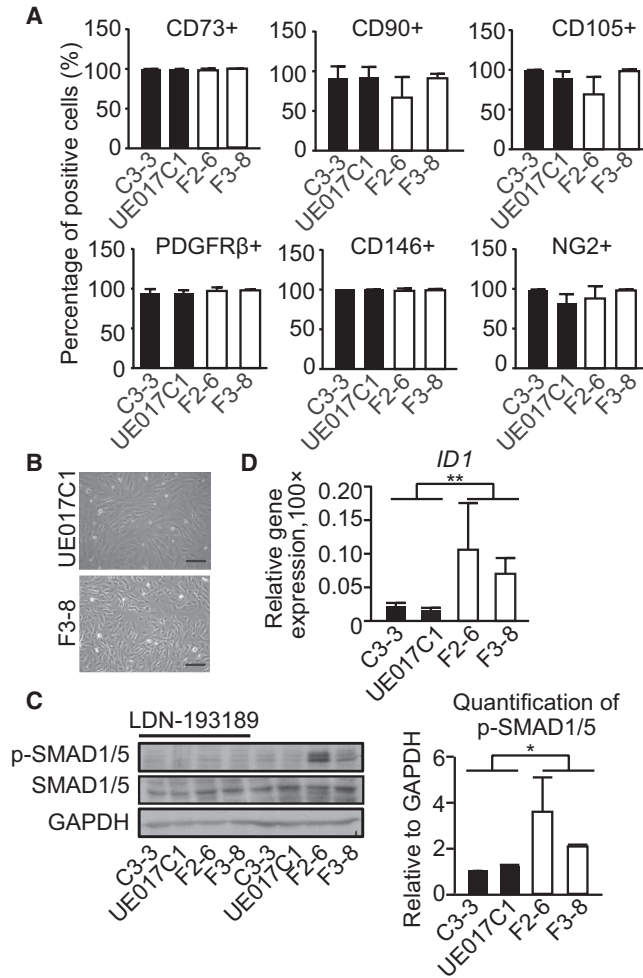 A
CD73+ CD90+ CD105+
Percentage of positive cells (%)
150 150 150
100 100 100
50 50 50
0 0 0
C3-3 UE017C1 F2-6 F3-8 C3-3 UE017C1 F2-6 F3-8 C3-3 UE017C1 F2-6 F3-8
PDGFRβ+ CD146+ NG2+
150 150 150
100 100 100
50 50 50
0 0 0
C3-3 UE017C1 F2-6 F3-8 C3-3 UE017C1 F2-6 F3-8 C3-3 UE017C1 F2-6 F3-8
B
UE017C1
F3-8
D
ID1
**
Relative gene
expression,100×
0.20
0.15
0.10
0.05
0
C3-3 UE017C1 F2-6 F3-8
C
LDN-193189
p-SMAD1/5
SMAD1/5
GAPDH
C3-3 UE017C1 F2-6 F3-8 C3-3 UE017C1 F2-6 F3-8
Quantification of
p-SMAD1/5
*
Relative to GAPDH
6
4
2
0
C3-3 UE017C1 F2-6 F3-8